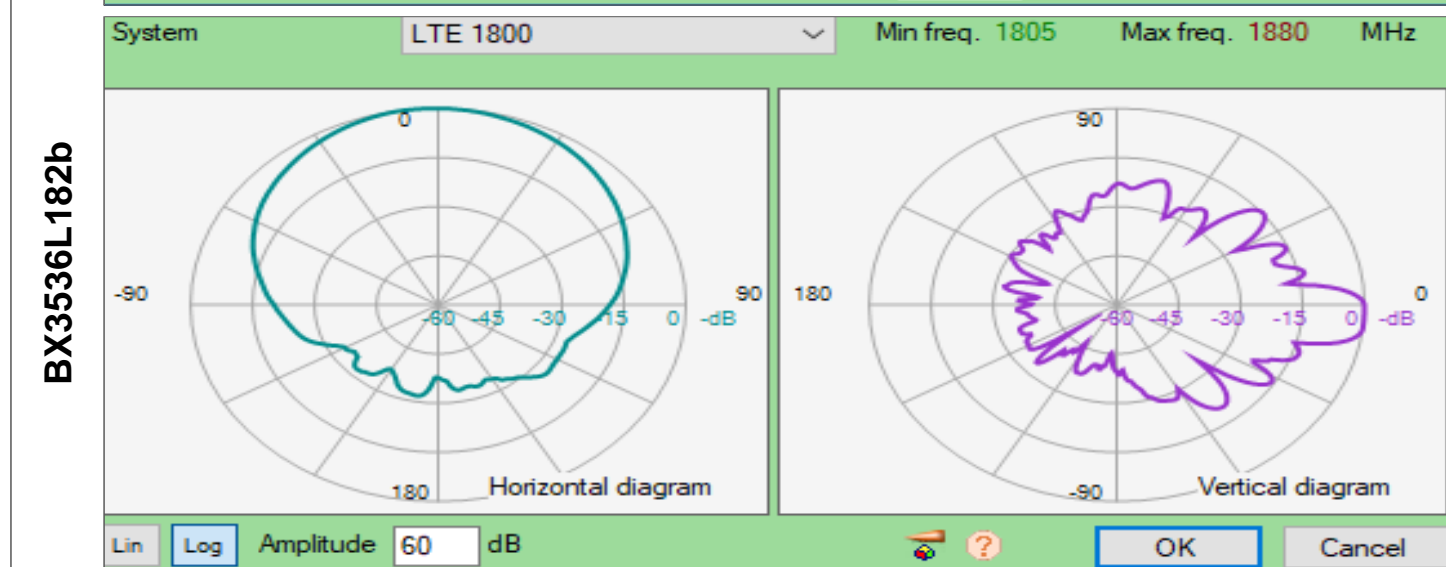 BX3536L182b
System LTE 1800 Min freq. 1805 Max freq. 1880 MHz
0
-90 90
-60 -45 -30 -15 0 -dB
180 Horizontal diagram
90
180 0
-60 -45 -30 -15 0 -dB
-90 Vertical diagram
Lin Log Amplitude 60 dB ? OK Cancel